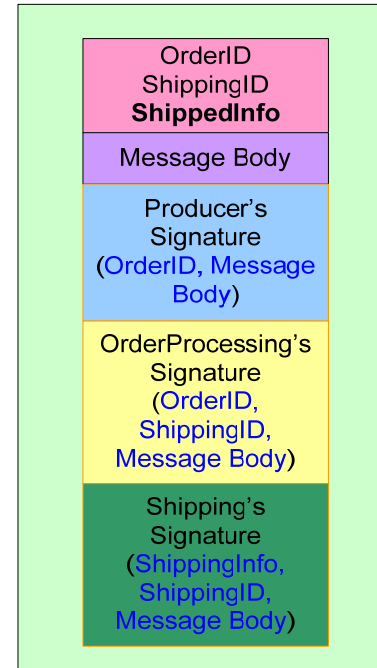 OrderID
ShippingID
ShippedInfo
Message Body
Producer’s
Signature
(OrderID, Message
Body)
OrderProcessing’s
Signature
(OrderID,
ShippingID,
Message Body)
Shipping’s
Signature
(ShippingInfo,
ShippingID,
Message Body)